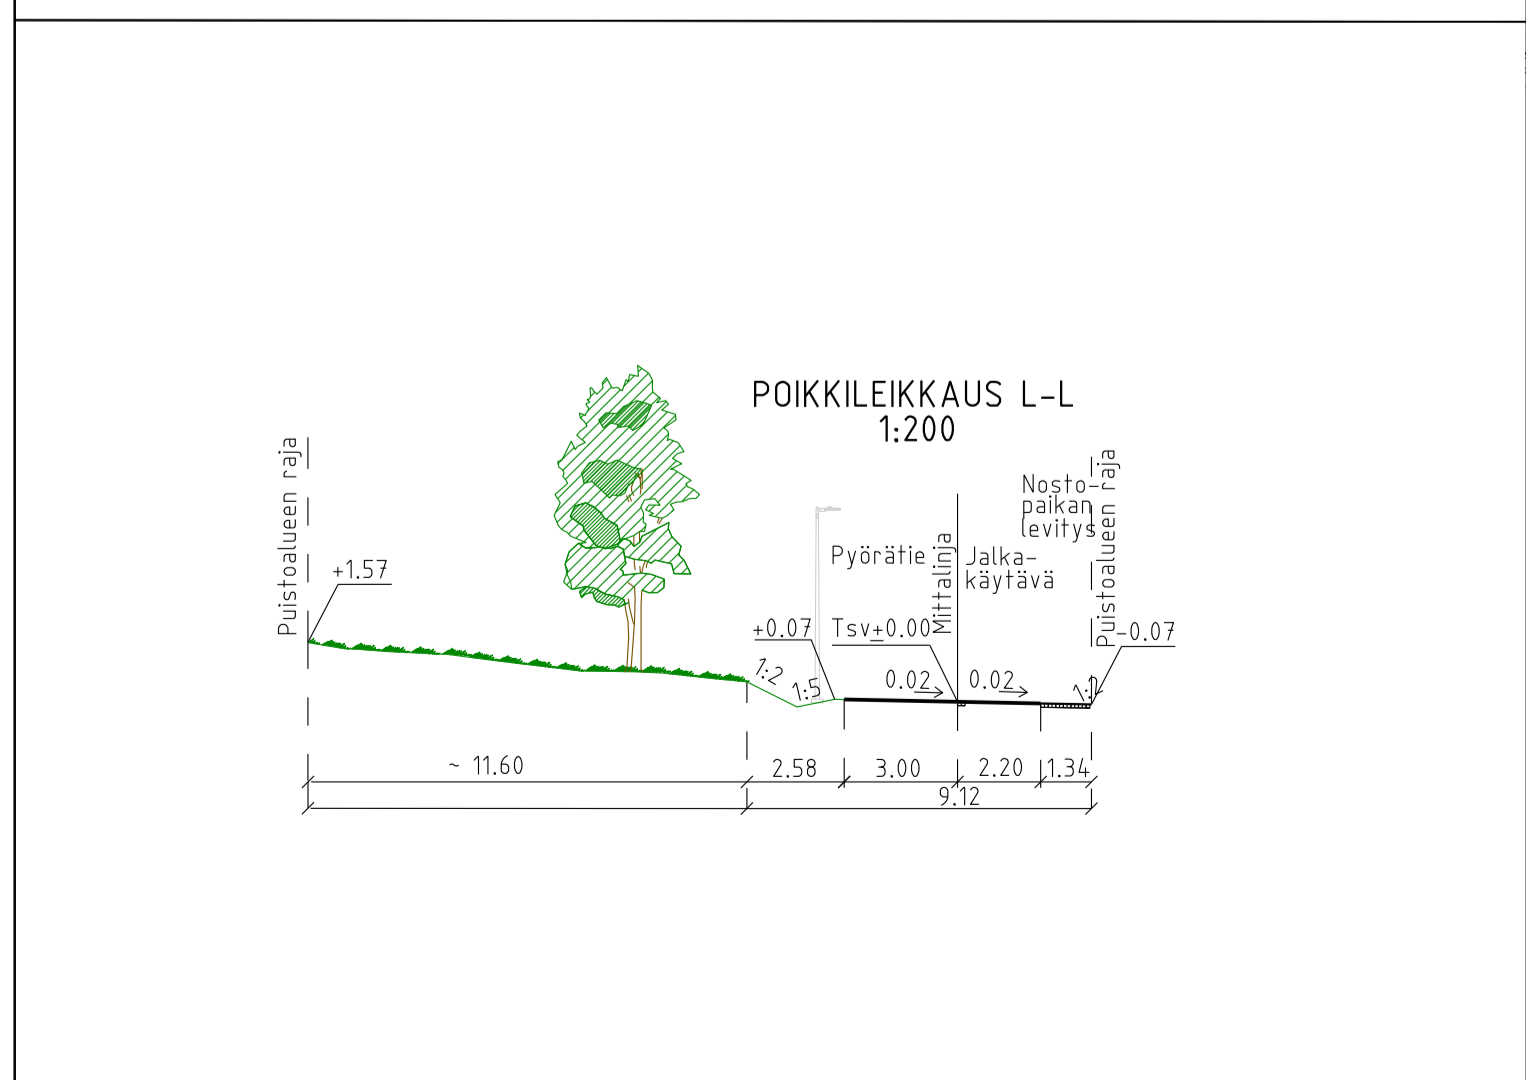 POIKKILEIKKAUS L-L
1:200
Puistoalueen raja
+1.57
Pyörätie
Mittalinja
Jalka-
käytävä
Nosto-
paikan
levitys
Puistoalueen raja
+0.07
Tsv±0.00
-0.07
1:2
1:5
0.02
0.02
1:2
~ 11.60
2.58
3.00
2.20
1.34
9.12